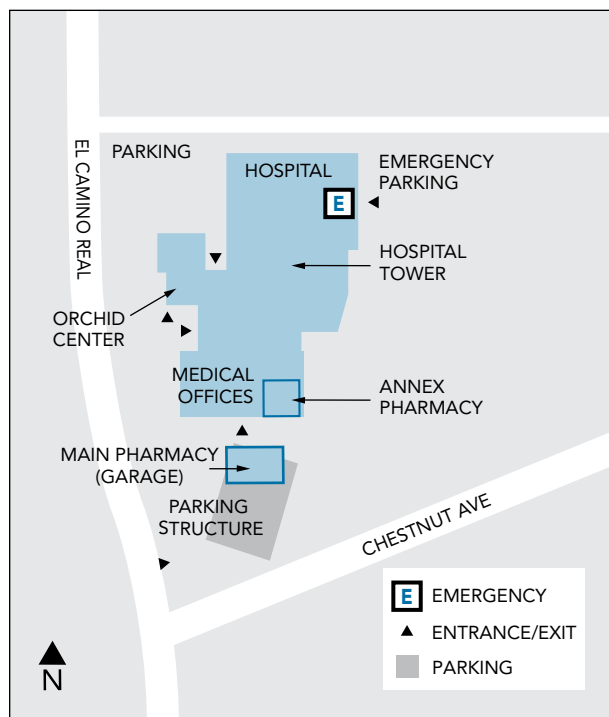 PARKING
HOSPITAL
EMERGENCY
PARKING
E
EL CAMINO REAL
HOSPITAL
TOWER
ORCHID
CENTER
MEDICAL
OFFICES
ANNEX
PHARMACY
MAIN PHARMACY
(GARAGE)
PARKING
STRUCTURE
CHESTNUT AVE
E EMERGENCY
ENTRANCE/EXIT
PARKING
N